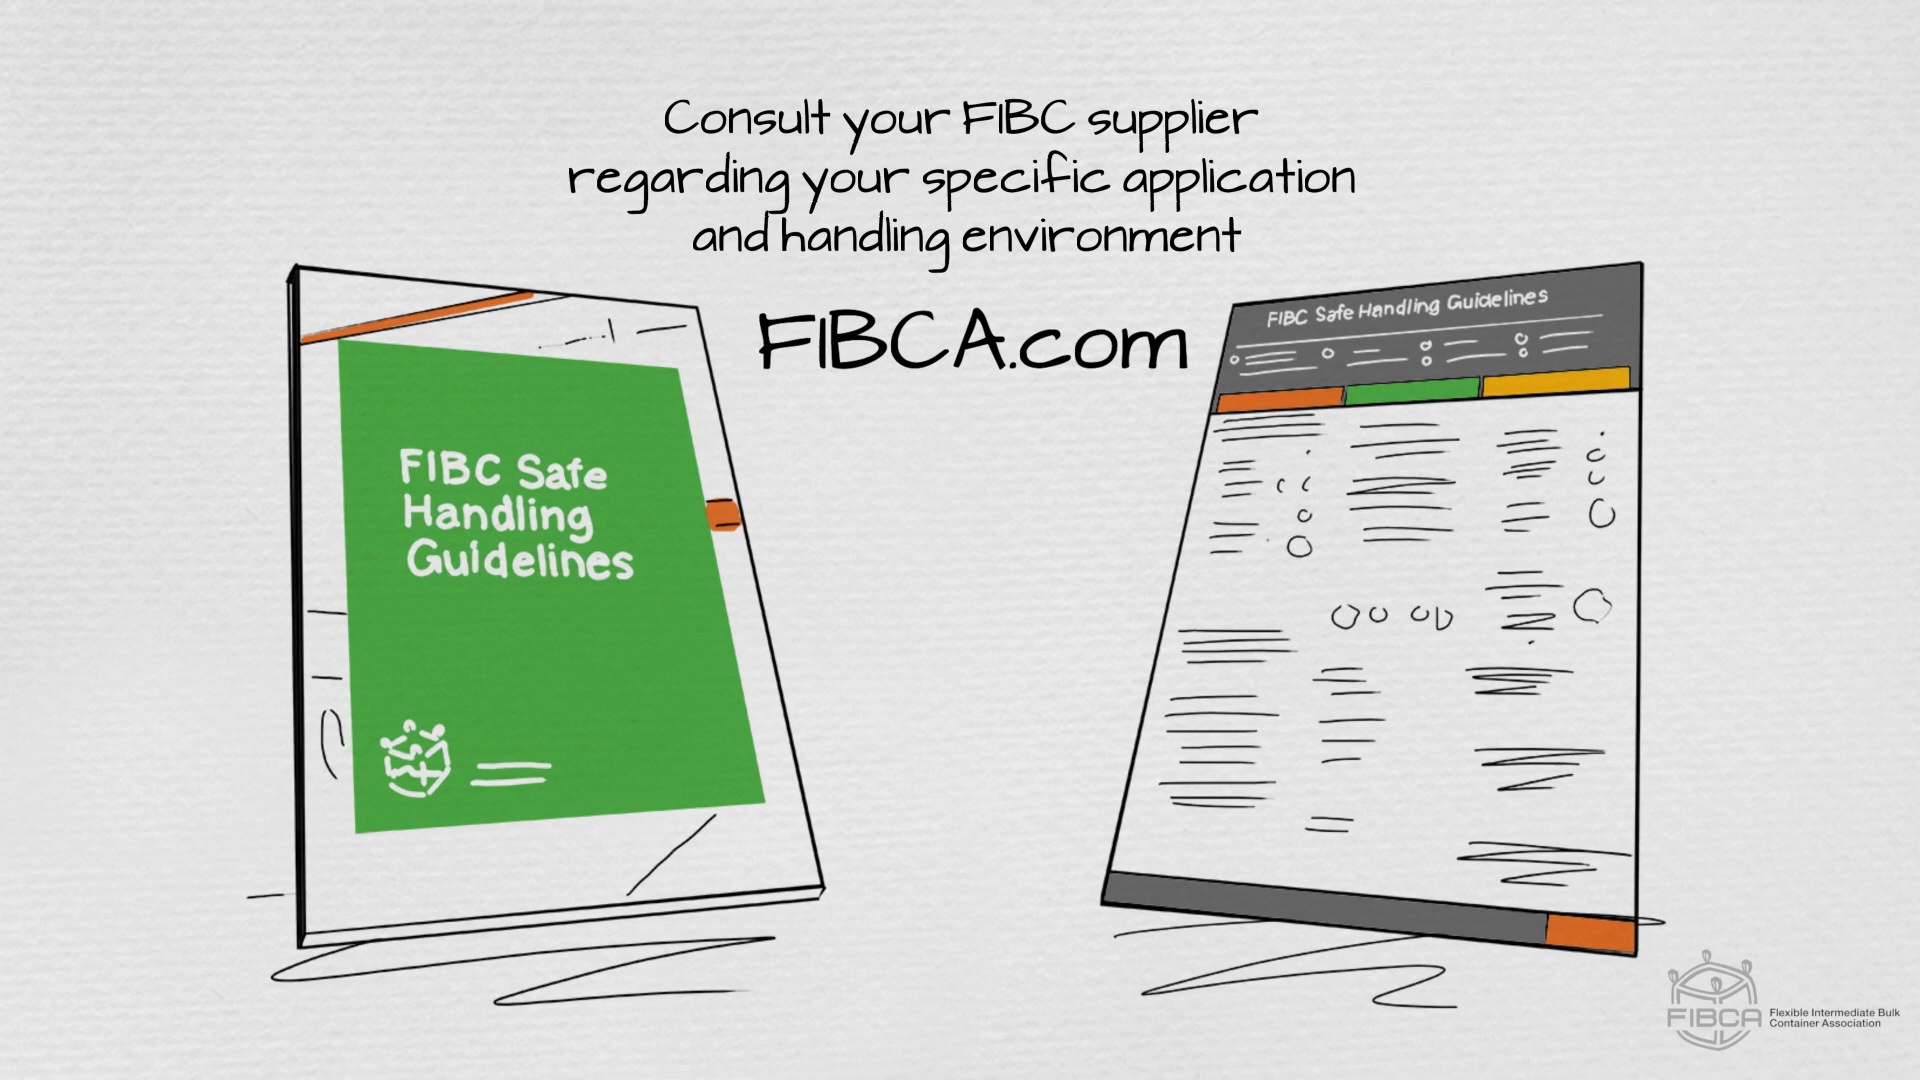 Consult your FIBC supplier
regarding your specific application
and handling environment
FIBCA.com
FIBC Safe
Handling
Guidelines
FIBC Safe Handling Guidelines
FIBCA
Flexible Intermediate Bulk
Container Association